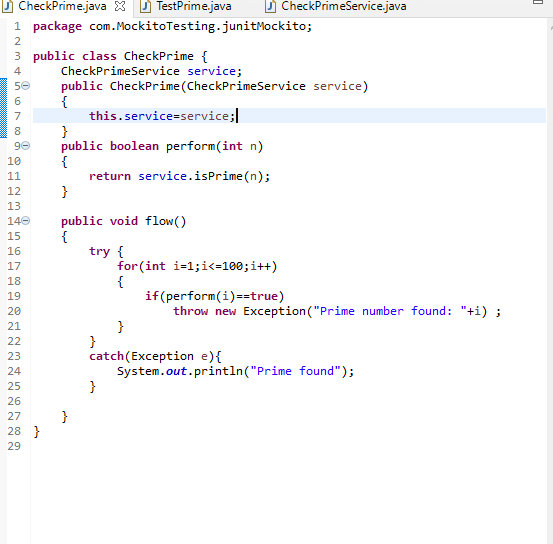 CheckPrime.java TestPrime.java CheckPrimeService.java
1 package com.MockitoTesting.junitMockito;
2
3 public class CheckPrime {
4     CheckPrimeService service;
5     public CheckPrime(CheckPrimeService service)
6     {
7         this.service=service;
8     }
9     public boolean perform(int n)
10     {
11         return service.isPrime(n);
12     }
13
14     public void flow()
15     {
16         try {
17             for(int i=1;i<=100;i++)
18             {
19                 if(perform(i)==true)
20                     throw new Exception("Prime number found: "+i) ;
21             }
22         }
23         catch(Exception e){
24             System.out.println("Prime found");
25         }
26
27     }
28 }
29